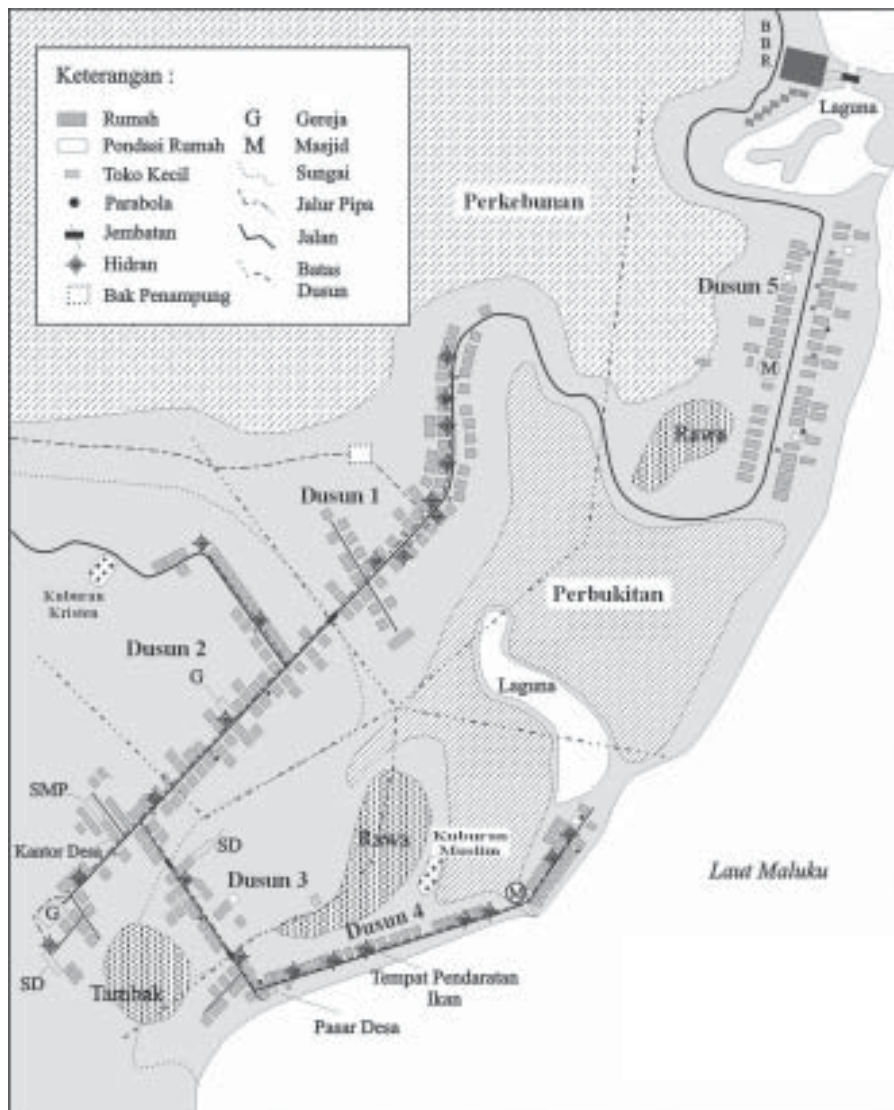 Keterangan :
Rumah
Pondasi Rumah
Toko Kecil
Parabola
Jembatan
Hidran
Bak Penampung
G Gereja
M Masjid
Sungai
Jalur Pipa
Jalan
Batas
Dusun
B
B
R
Laguna
Perkebunan
Dusun 5
M
Rawa
Dusun 1
Kuburan
Kristen
Perbukitan
Dusun 2
G
Laguna
SMP
Kantor Desa
SD
Rawa
Kuburan
Muslim
Dusun 3
Laut Maluku
G
M
Dusun 4
SD
Tambak
Tempat Pendaratan
Ikan
Pasar Desa